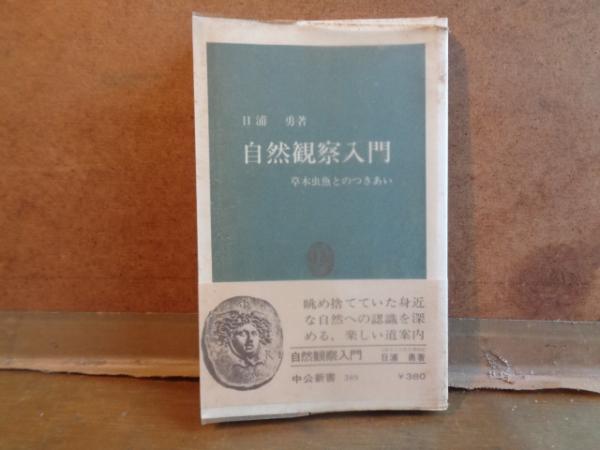 日浦 勇著
自然観察入門
草木虫魚とのつきあい
眺め捨てていた身近
な自然への認識を深
める、楽しい道案内
自然観察入門
日浦 勇著
中公新書 389
¥380